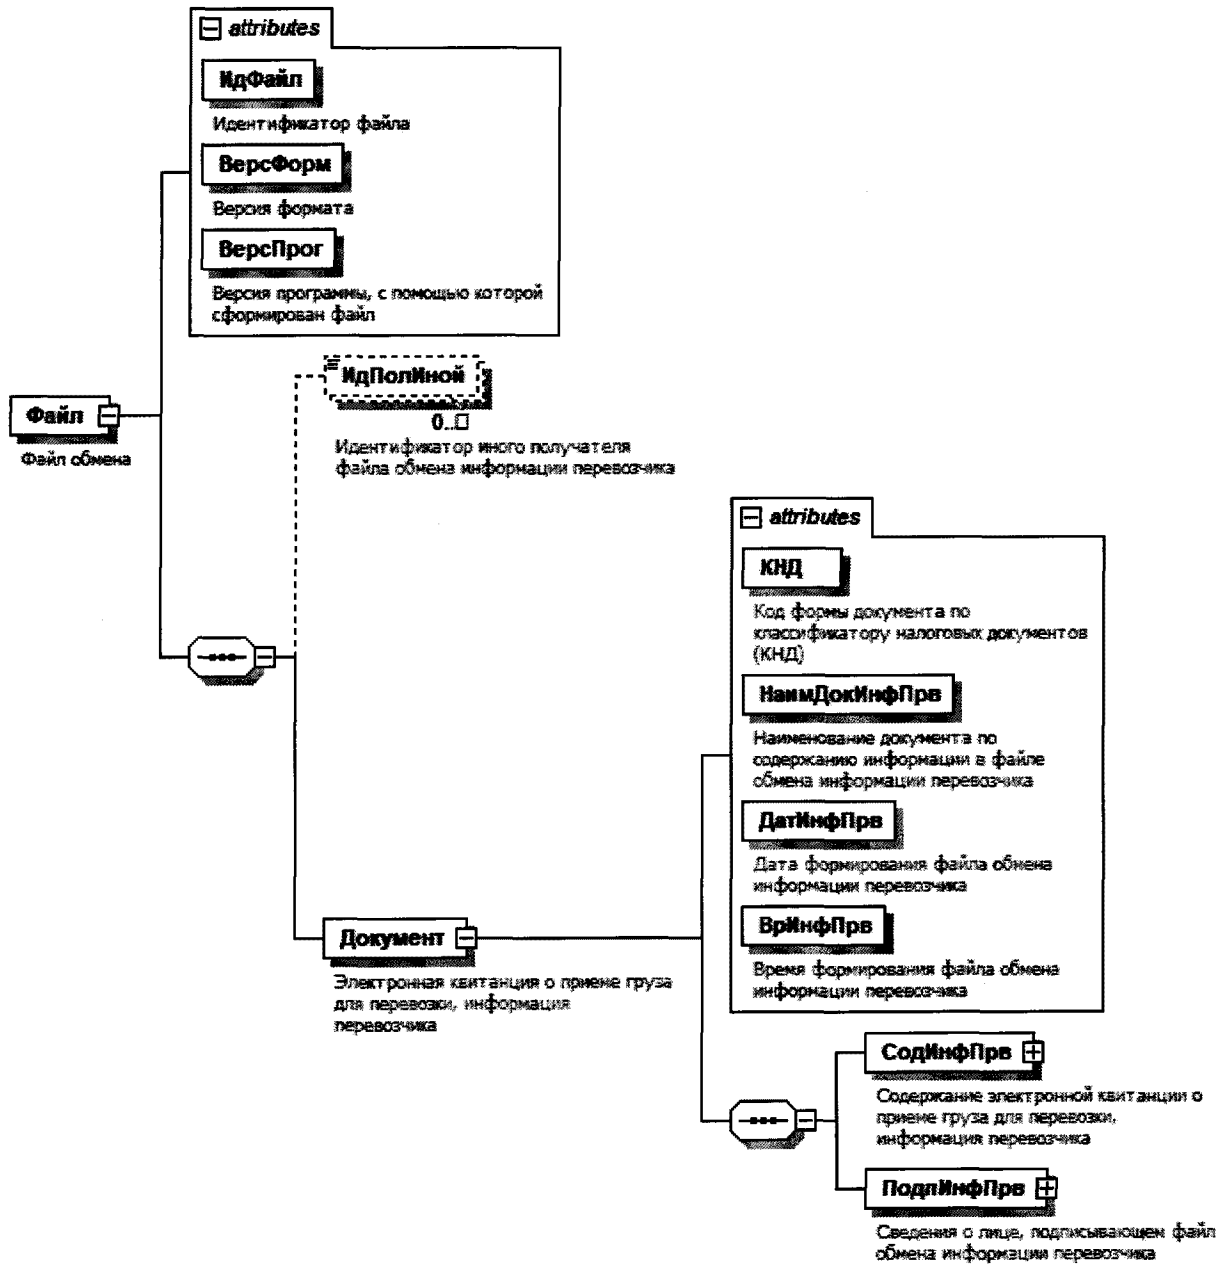 attributes
ИдФайл
Идентификатор файла
ВерсФорм
Версия формата
ВерсПрог
Версия программы, с помощью которой
сформирован файл
ИдПолИной
0..□
Идентификатор иного получателя
файла обмена информации перевозчика
Файл
Файл обмена
attributes
КНД
Код формы документа по
классификатору налоговых документов
(КНД)
НаимДокИнфПрв
Наименование документа по
содержанию информации в файле
обмена информации перевозчика
ДатИнфПрв
Дата формирования файла обмена
информации перевозчика
ВрИнфПрв
Время формирования файла обмена
информации перевозчика
Документ
Электронная квитанция о приеме груза
для перевозки, информация
перевозчика
СодИнфПрв
Содержание электронной квитанции о
приеме груза для перевозки,
информация перевозчика
ПодпИнфПрв
Сведения о лице, подписывающем файл
обмена информации перевозчика